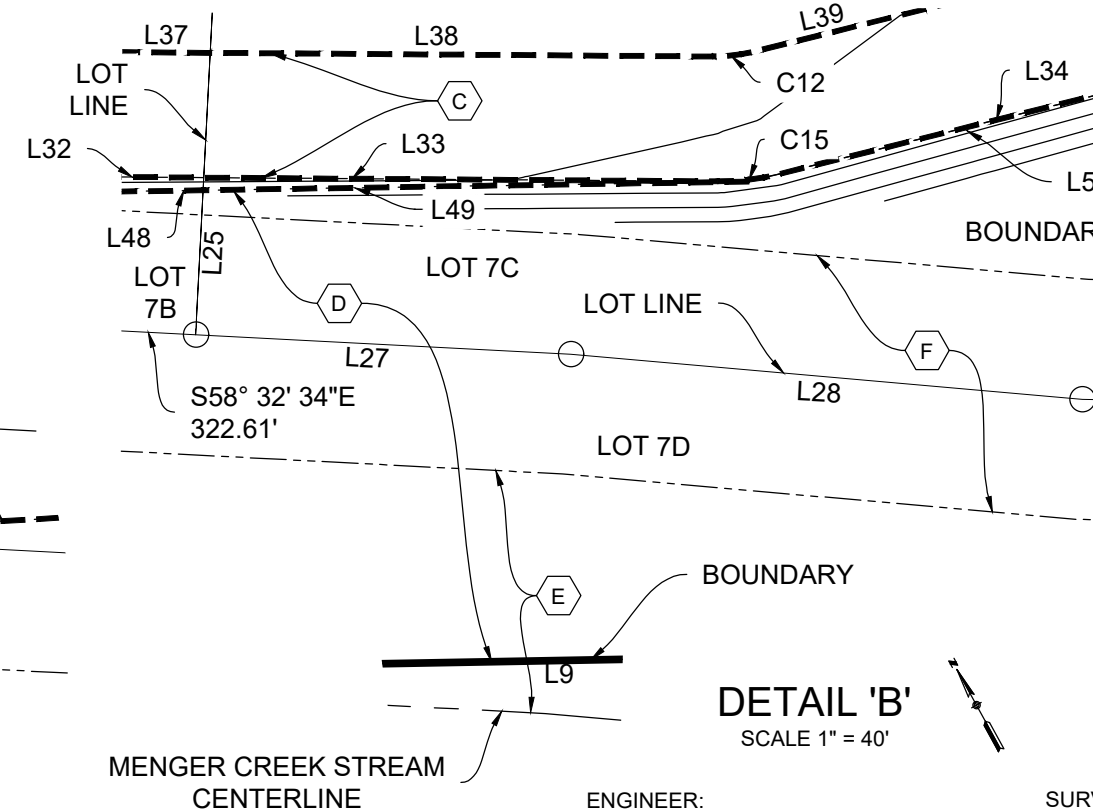 L37
L38
L39
LOT
LINE
C
C12
L34
L32
L33
C15
L49
L48
L25
LOT 7C
BOUNDAR
LOT
7B
D
LOT LINE
F
L27
L28
S58° 32' 34"E
322.61'
LOT 7D
E
BOUNDARY
L9
DETAIL 'B'
SCALE 1" = 40'
MENGER CREEK STREAM
CENTERLINE
ENGINEER: